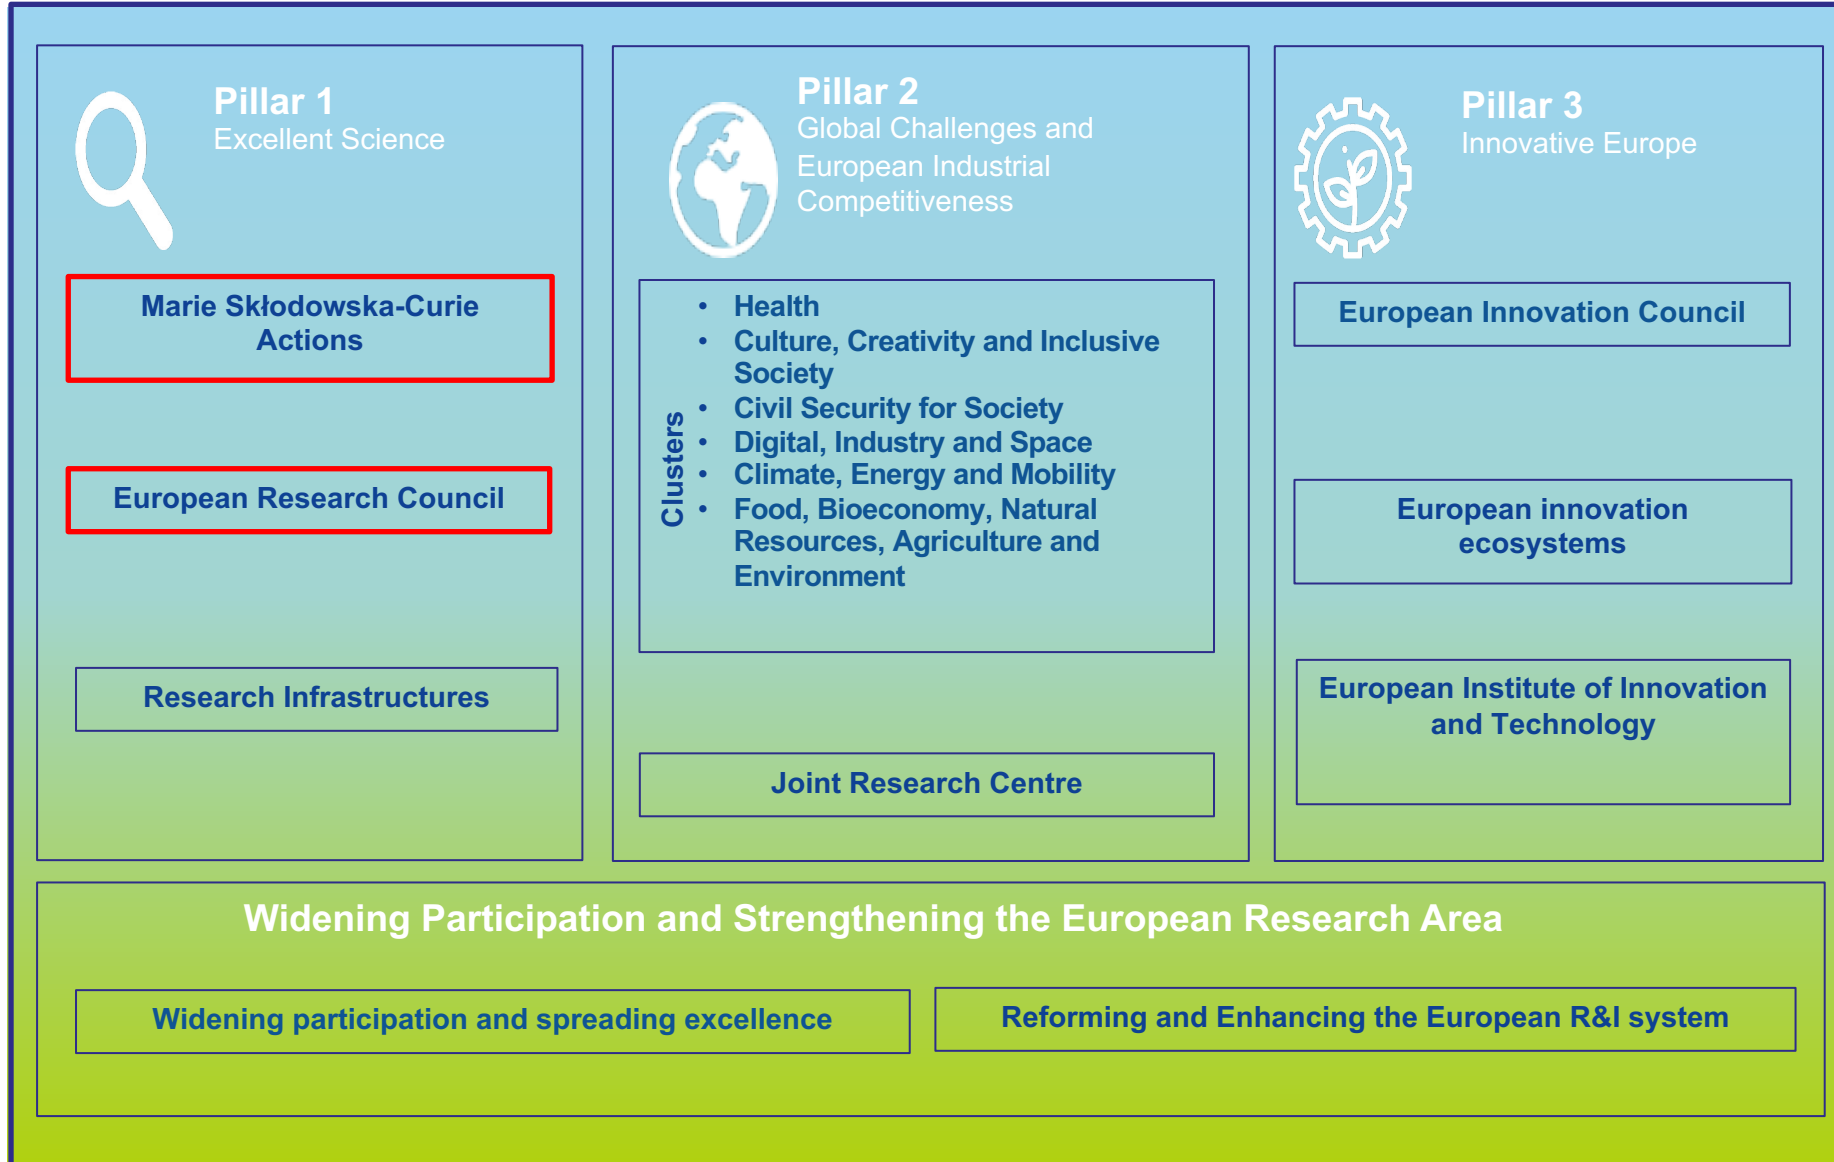 Pillar 1
Excellent Science
Marie Skłodowska-Curie
Actions
European Research Council
Research Infrastructures
Pillar 2
Global Challenges and
European Industrial
Competitiveness
Clusters
• Health
• Culture, Creativity and Inclusive
Society
• Civil Security for Society
• Digital, Industry and Space
• Climate, Energy and Mobility
• Food, Bioeconomy, Natural
Resources, Agriculture and
Environment
Joint Research Centre
Pillar 3
Innovative Europe
European Innovation Council
European innovation
ecosystems
European Institute of Innovation
and Technology
Widening Participation and Strengthening the European Research Area
Widening participation and spreading excellence
Reforming and Enhancing the European R&I system